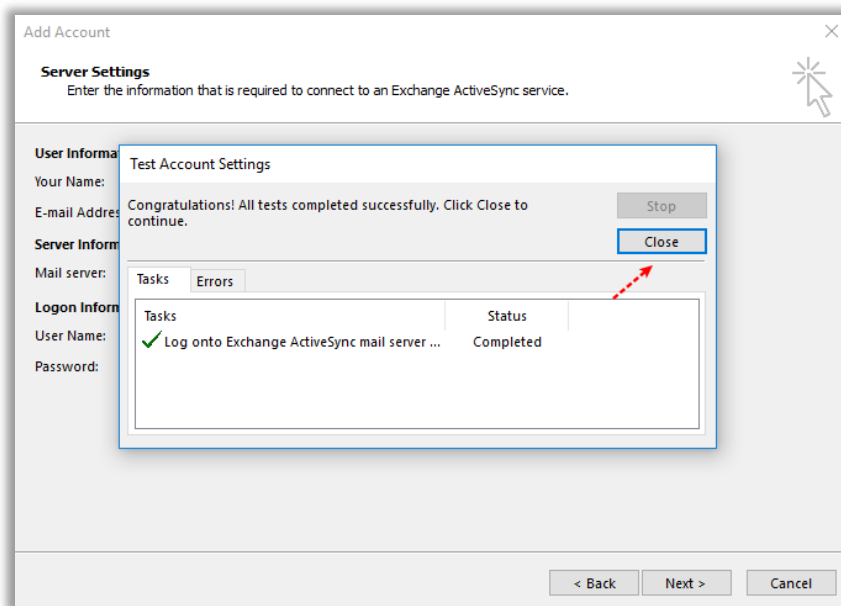 Add Account
Server Settings
Enter the information that is required to connect to an Exchange ActiveSync service.
User Informa
Your Name:
E-mail Addres
Server Inform
Mail server:
Logon Inform
User Name:
Password:
Test Account Settings
Congratulations! All tests completed successfully. Click Close to
continue.
Stop
Close
Tasks Errors
Tasks Status
Log onto Exchange ActiveSync mail server ... Completed
< Back Next > Cancel